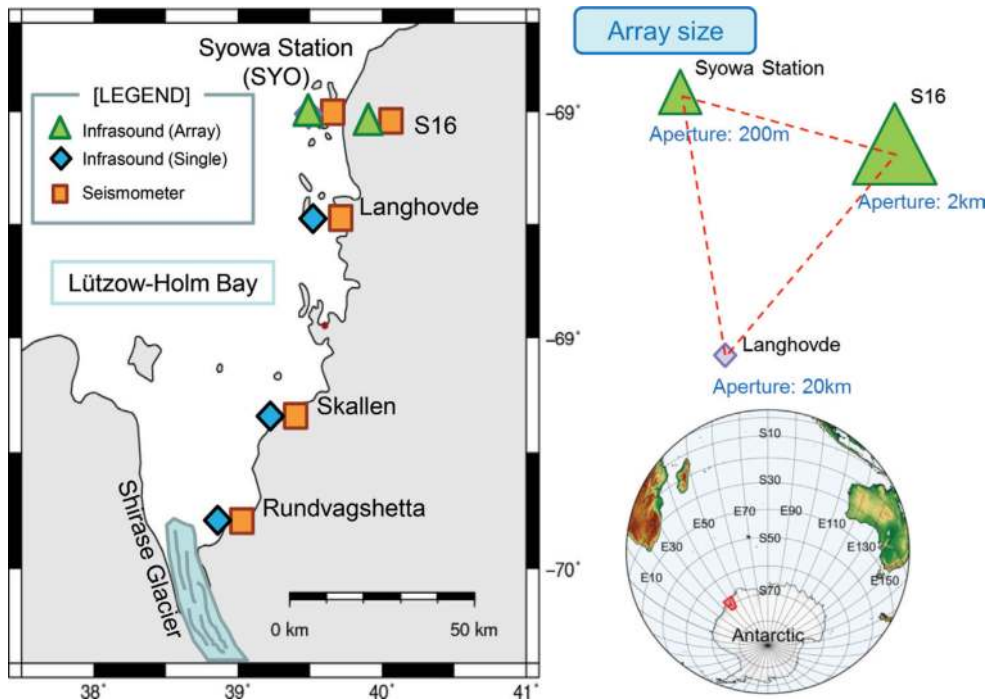 Syowa Station
(SYO)
[LEGEND]
Infrasound (Array)
Infrasound (Single)
Seismometer
S16
Langhovde
Lützow-Holm Bay
Skallen
Rundvagshetta
Shirase Glacier
0 km
50 km
-69°
-69°
-70°
38°
39°
40°
41°
Array size
Syowa Station
S16
Aperture: 200m
Aperture: 2km
Langhovde
Aperture: 20km
S10
S30
E70
E90
E50
E110
S50
E30
E130
E10
E150
S70
Antarctic